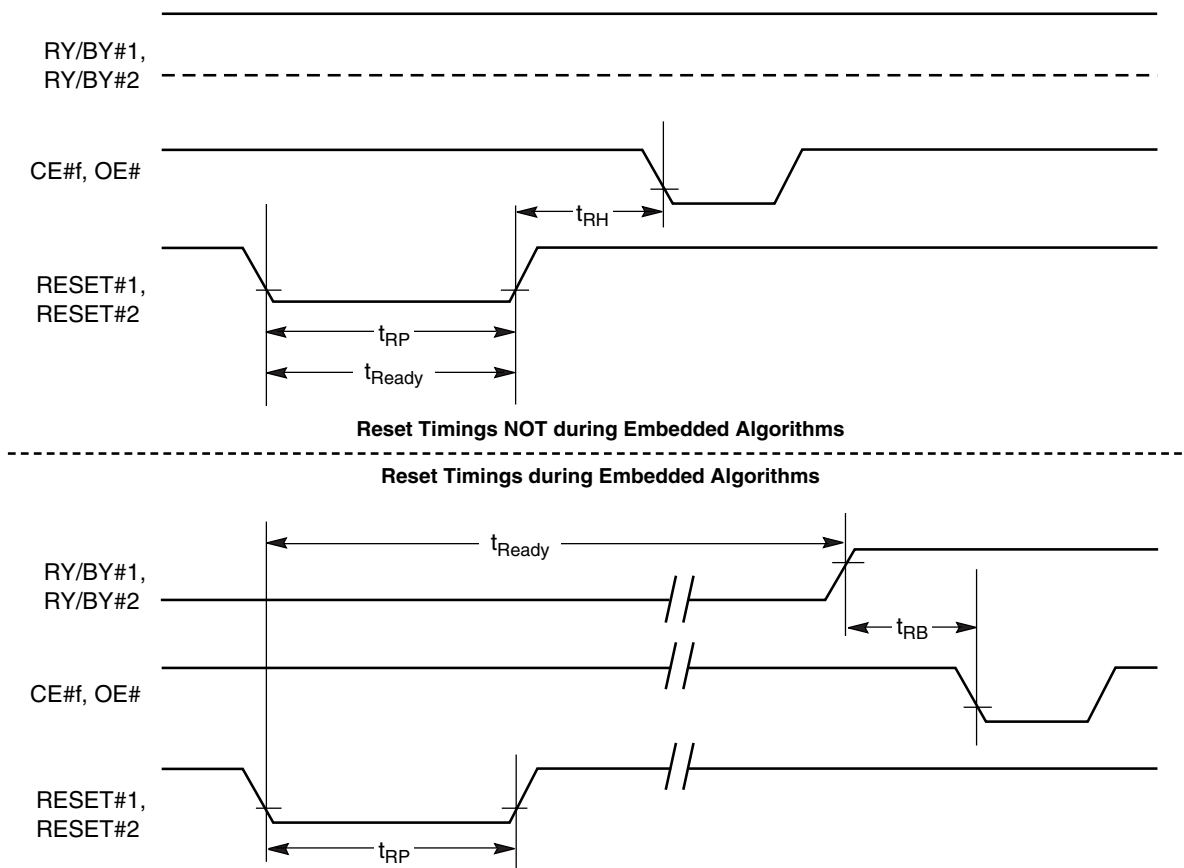 RY/BY#1,
RY/BY#2
CE#f, OE#
tRH
RESET#1,
RESET#2
tRP
tReady
Reset Timings NOT during Embedded Algorithms
Reset Timings during Embedded Algorithms
tReady
RY/BY#1,
RY/BY#2
tRB
CE#f, OE#
RESET#1,
RESET#2
tRP